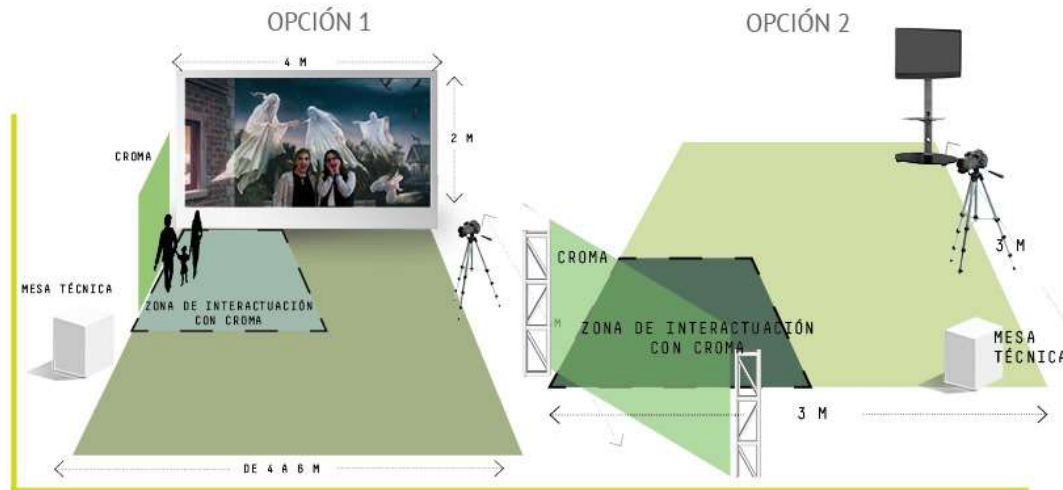 OPCIÓN 1
4 M
2 M
CROMA
MESA TÉCNICA
ZONA DE INTERACTUACIÓN
CON CROMA
DE 4 A 6 M
OPCIÓN 2
CROMA
3 M
ZONA DE INTERACTUACIÓN
CON CROMA
MESA
TÉCNICA
3 M